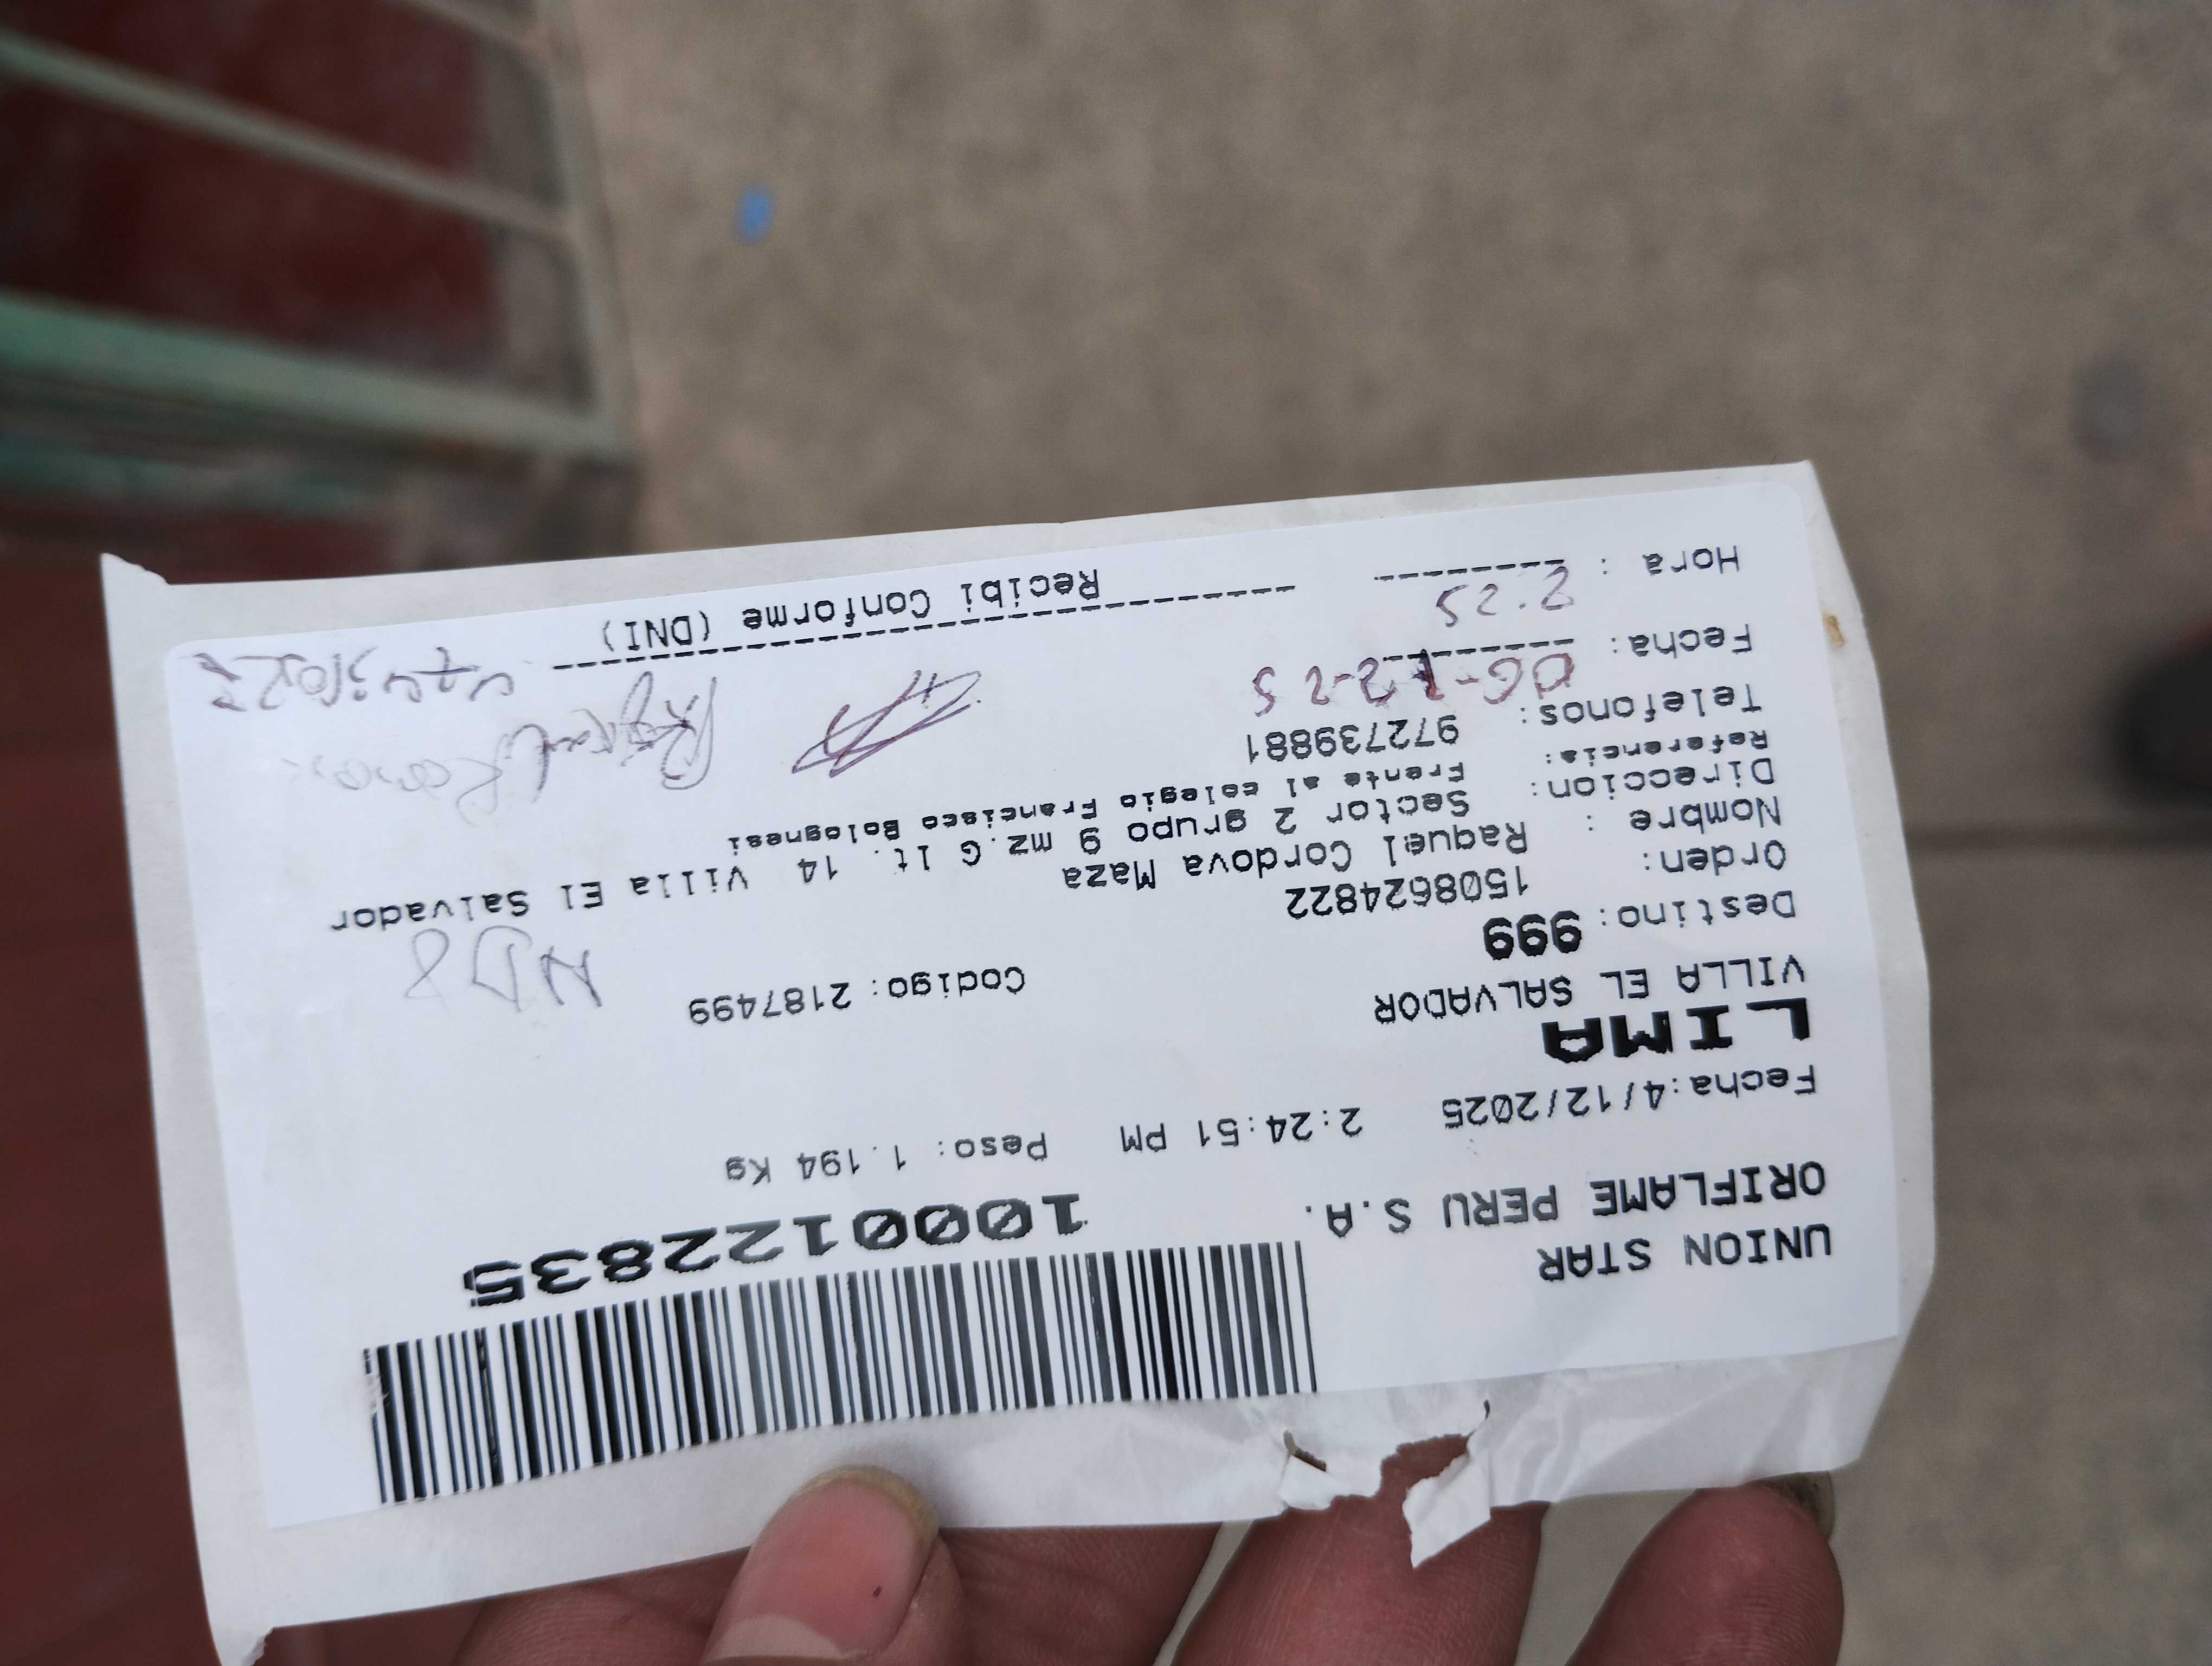 UNION STAR
ORIFLAME PERU S.A.
1000122835
Fecha:4/12/2025 2:24:51 PM Peso: 1.194 Kg
LIMA
VILLA EL SALVADOR
Codigo: 2187499
Destino: 999
ND8
Orden: 1508624822
Nombre : Raquel Cordova Maza
Direccion: Sector 2 grupo 9 mz.G lt. 14 Villa El Salvador
Referencia: Frente al colegio Francisco Bolognesi
Telefonos: 972739881
Fecha: 06-12-25
Hora : 2:25
Recibi Conforme (DNI)